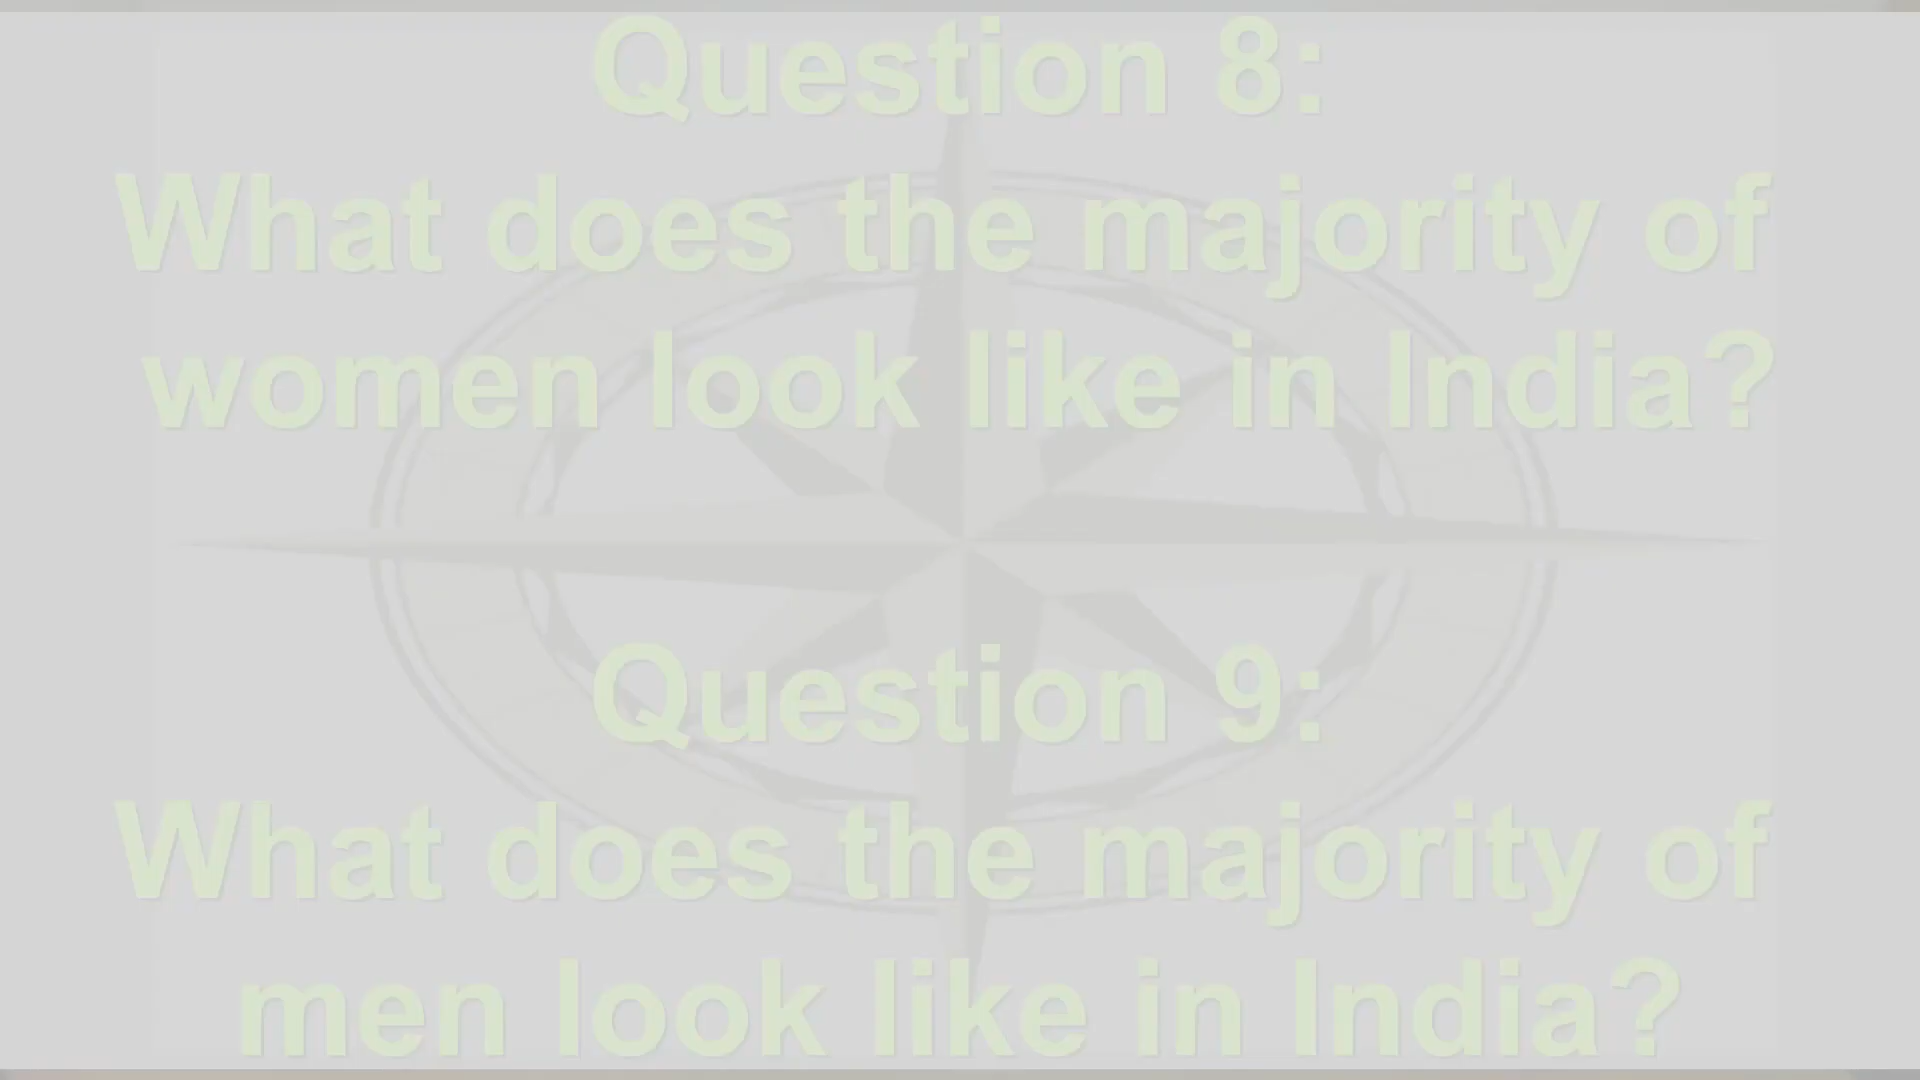 Question 8:
What does the majority of
women look like in India?
Question 9:
What does the majority of
men look like in India?